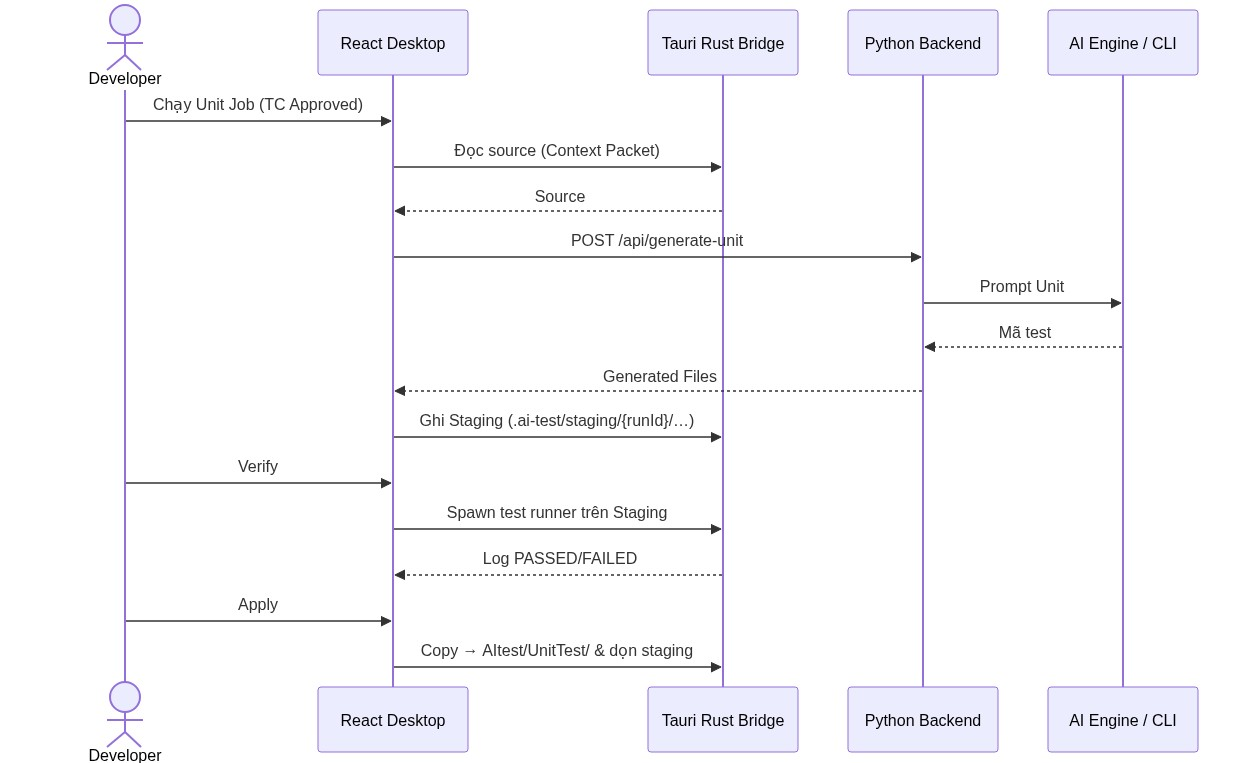 Developer
React Desktop
Tauri Rust Bridge
Python Backend
AI Engine / CLI
Chạy Unit Job (TC Approved)
Đọc source (Context Packet)
Source
POST /api/generate-unit
Prompt Unit
Mã test
Generated Files
Ghi Staging (.ai-test/staging/{runId}/…)
Verify
Spawn test runner trên Staging
Log PASSED/FAILED
Apply
Copy → AItest/UnitTest/ & dọn staging
Developer
React Desktop
Tauri Rust Bridge
Python Backend
AI Engine / CLI